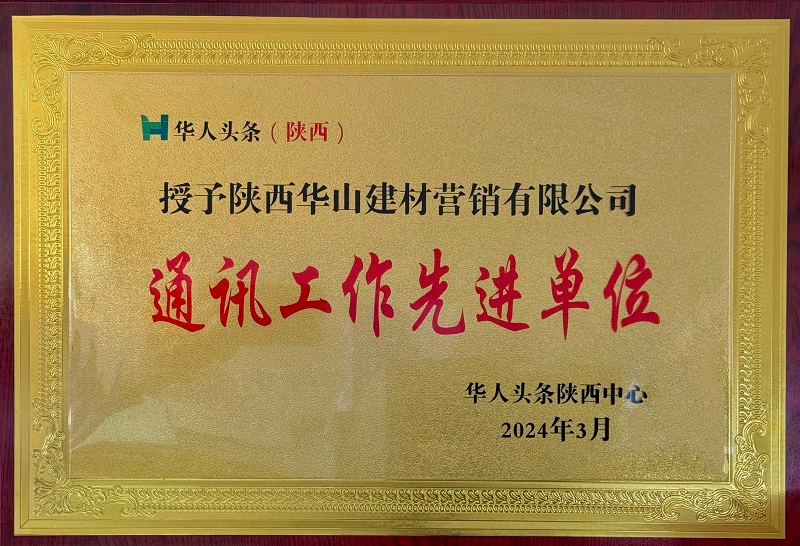 华人头条（陕西）
授予陕西华山建材营销有限公司
通讯工作先进单位
华人头条陕西中心
2024年3月